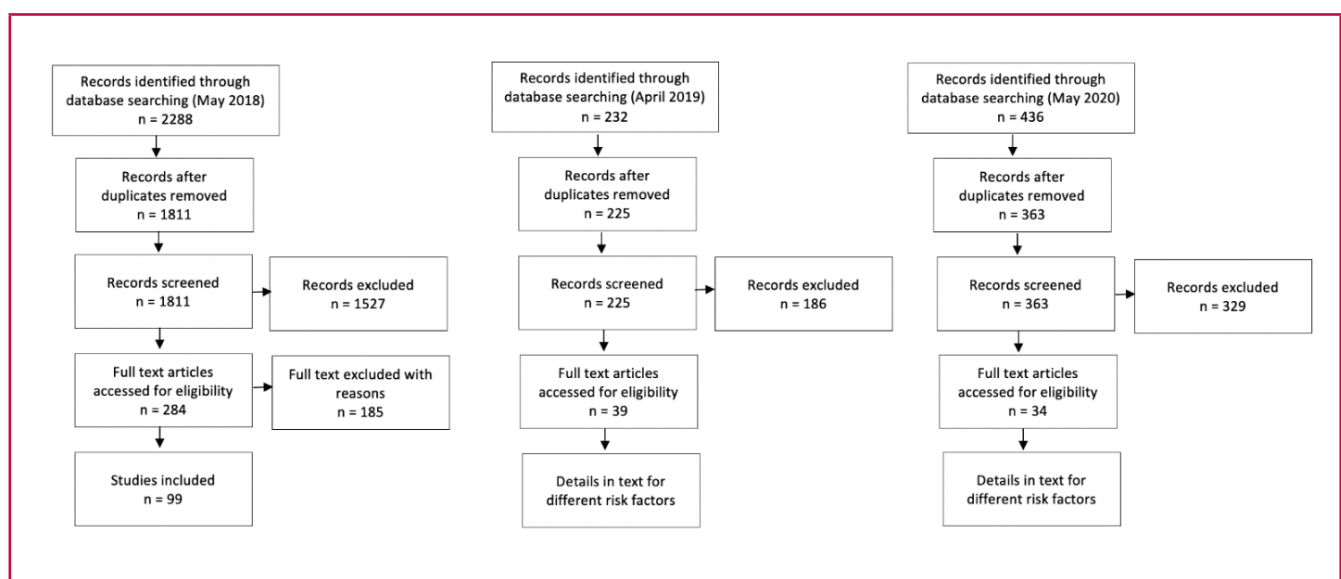 Records identified through
database searching (May 2018)
n = 2288
Records after
duplicates removed
n = 1811
Records screened
n = 1811
Records excluded
n = 1527
Full text articles
accessed for eligibility
n = 284
Full text excluded with
reasons
n = 185
Studies included
n = 99
Records identified through
database searching (April 2019)
n = 232
Records after
duplicates removed
n = 225
Records screened
n = 225
Records excluded
n = 186
Full text articles
accessed for eligibility
n = 39
Details in text for
different risk factors
Records identified through
database searching (May 2020)
n = 436
Records after
duplicates removed
n = 363
Records screened
n = 363
Records excluded
n = 329
Full text articles
accessed for eligibility
n = 34
Details in text for
different risk factors